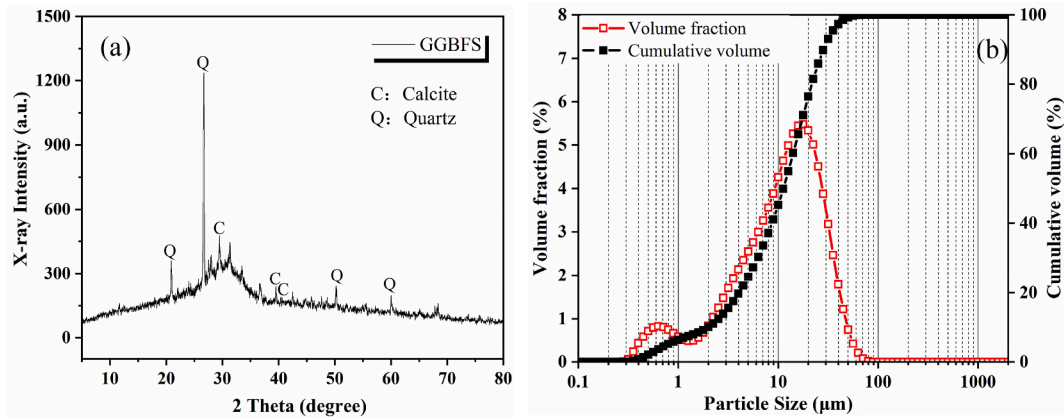 (a)
GGBFS
C: Calcite
Q: Quartz
Q
Q
C
C
C
Q
Q
1500
1200
900
600
300
0
X-ray Intensity (a.u.)
10 20 30 40 50 60 70 80
2 Theta (degree)
(b)
Volume fraction
Cumulative volume
8
7
6
5
4
3
2
1
0
Volume fraction (%)
100
80
60
40
20
0
Cumulative volume (%)
0.1 1 10 100 1000
Particle Size (μm)